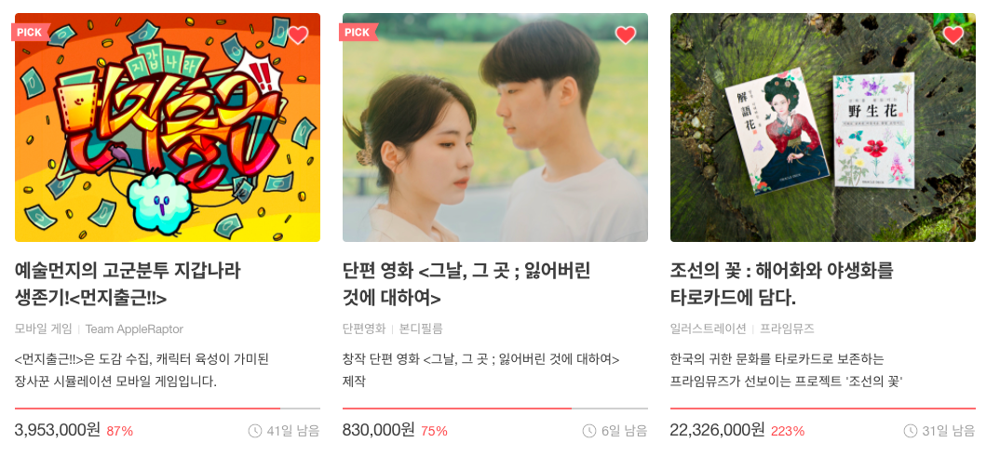 PICK
지갑나라
먼지출근!!
예술먼지의 고군분투 지갑나라
생존기!<먼지출근!!>
모바일 게임 | Team AppleRaptor
<먼지출근!!>은 도감 수집, 캐릭터 육성이 가미된
장사꾼 시뮬레이션 모바일 게임입니다.
3,953,000원 87%
41일 남음
PICK
단편 영화 <그날, 그 곳 ; 잃어버린
것에 대하여>
단편영화 | 본디필름
창작 단편 영화 <그날, 그 곳 ; 잃어버린 것에 대하여>
제작
830,000원 75%
6일 남음
解語花
野生花
조선의 꽃 : 해어화와 야생화를
타로카드에 담다.
일러스트레이션 | 프라임뮤즈
한국의 귀한 문화를 타로카드로 보존하는
프라임뮤즈가 선보이는 프로젝트 '조선의 꽃'
22,326,000원 223%
31일 남음